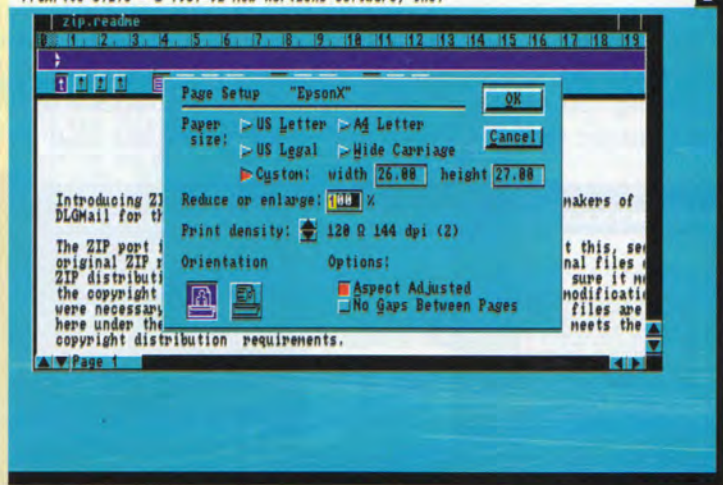 zip.readme
0 1 2 3 4 5 6 7 8 9 10 11 12 13 14 15 16 17 18 19
Page Setup "EpsonX"
OK
Paper size:
US Letter A4 Letter
US Legal Wide Carriage
Cancel
Custom: width 26.00 height 27.00
Reduce or enlarge: 100 %
Print density: 120 Ω 144 dpi (2)
Orientation Options:
Aspect Adjusted
No Gaps Between Pages
Introducing ZI makers of
DLGMail for th
The ZIP port i t this, se
original ZIP r nal files
ZIP distributi sure it m
the copyright modificati
were necessary files are
here under the meets the
copyright distribution requirements.
Page 1